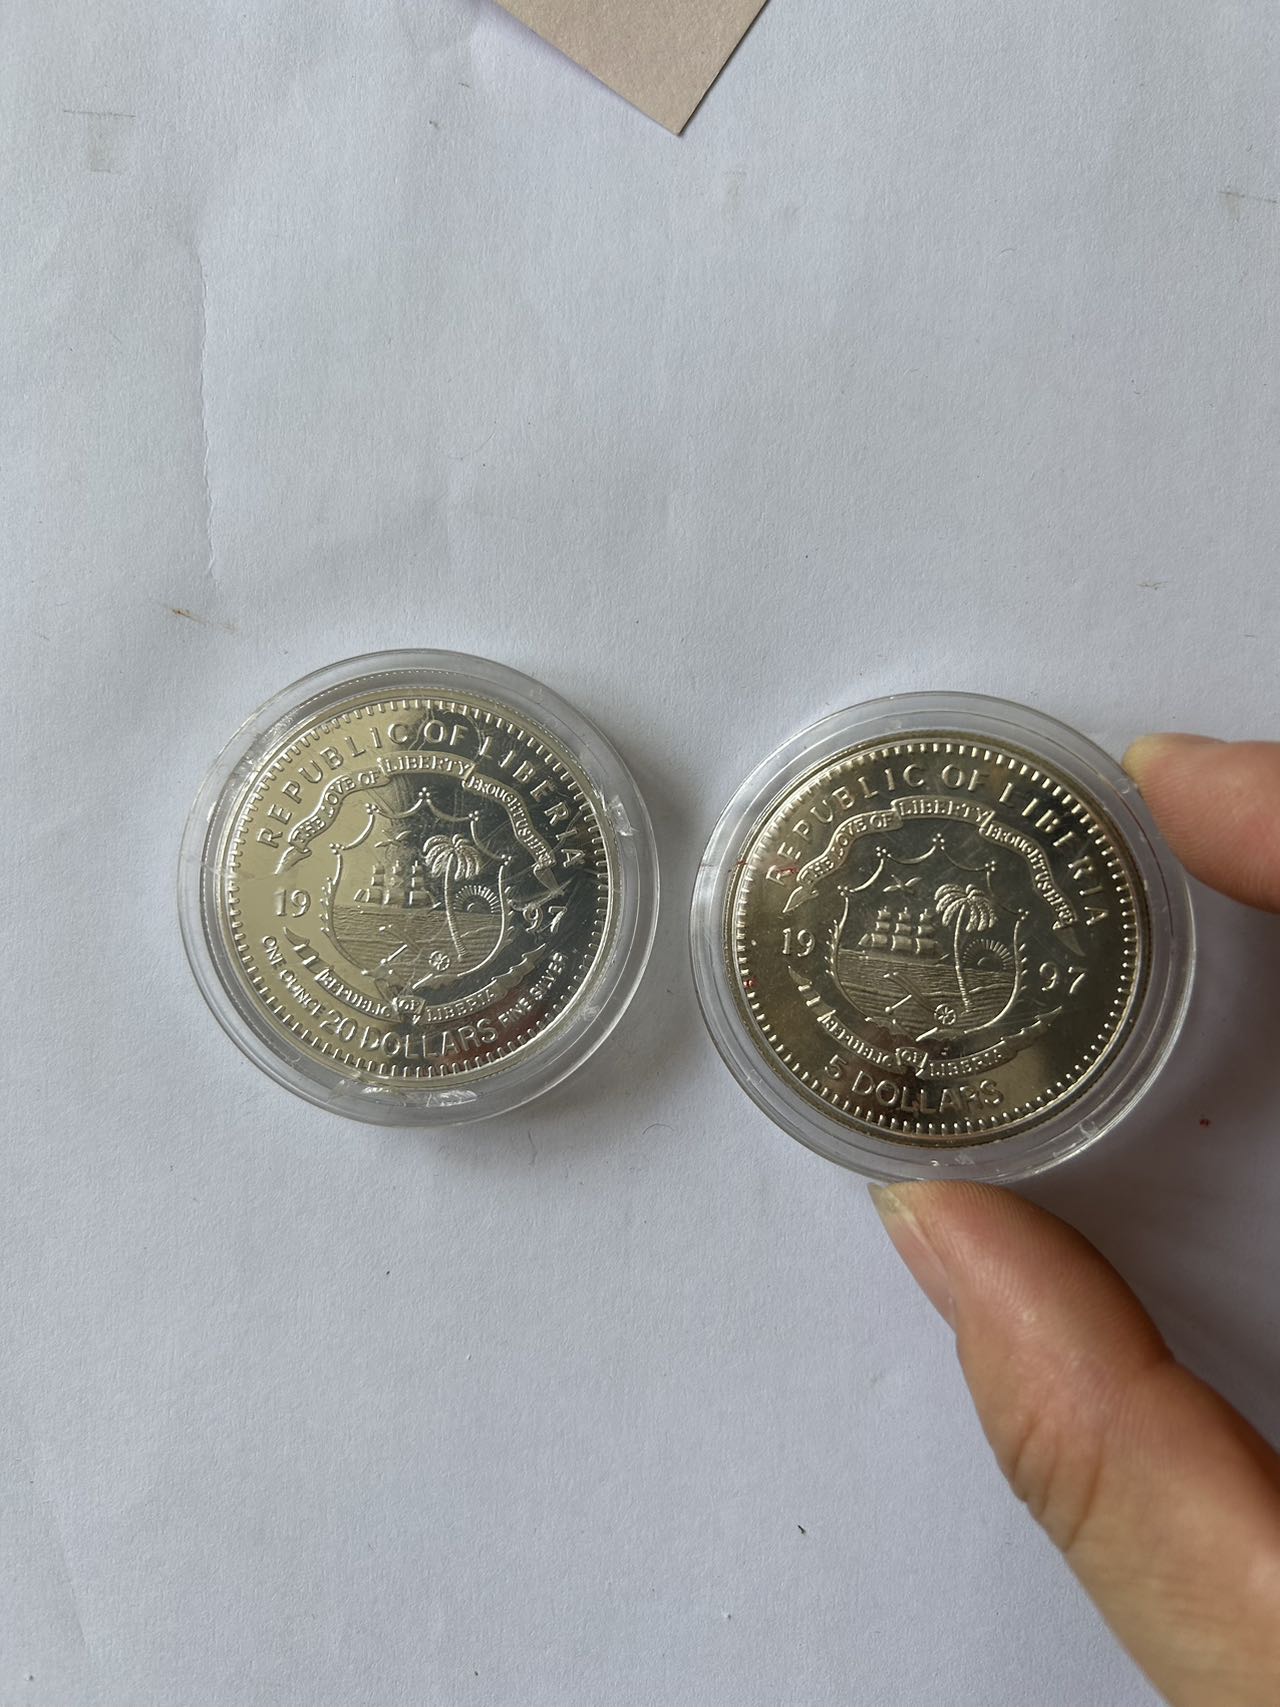 REPUBLIC OF LIBERIA
THE LOVE OF LIBERTY BROUGHT US HERE
19 97
REPUBLIC OF LIBERIA
ONE OUNCE 20 DOLLARS FINE SILVER
REPUBLIC OF LIBERIA
THE LOVE OF LIBERTY BROUGHT US HERE
19 97
REPUBLIC OF LIBERIA
5 DOLLARS